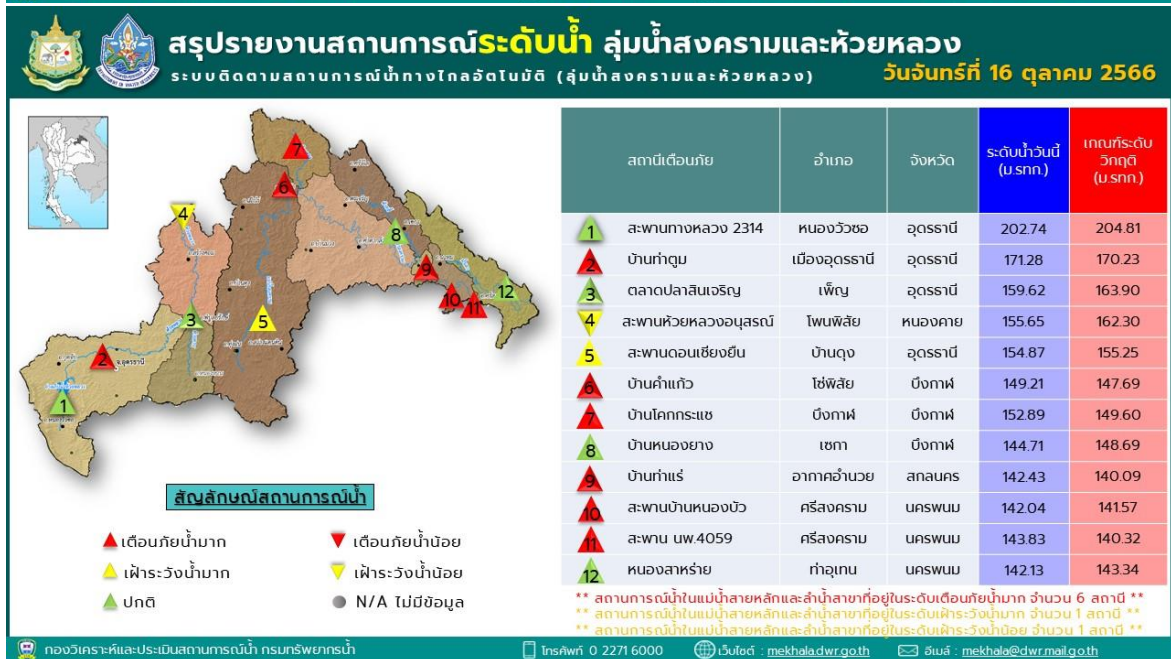 สรุปรายงานสถานการณ์ระดับน้ำ ลุ่มน้ำสงครามและห้วยหลวง
ระบบติดตามสถานการณ์น้ำทางไกลอัตโนมัติ (ลุ่มน้ำสงครามและห้วยหลวง)
วันจันทร์ที่ 16 ตุลาคม 2566
7
6
4
8
9
10
11
12
3
5
2
จ.อุดรธานี
1
สัญลักษณ์สถานการณ์น้ำ
เตือนภัยน้ำมาก
เตือนภัยน้ำน้อย
เฝ้าระวังน้ำมาก
เฝ้าระวังน้ำน้อย
ปกติ
N/A ไม่มีข้อมูล
สถานีเตือนภัย อำเภอ จังหวัด ระดับน้ำวันนี้ (ม.รทก.) เกณฑ์ระดับวิกฤติ (ม.รทก.)
1 สะพานทางหลวง 2314 หนองวัวซอ อุดรธานี 202.74 204.81
2 บ้านท่าตูม เมืองอุดรธานี อุดรธานี 171.28 170.23
3 ตลาดปลาสินเจริญ เพ็ญ อุดรธานี 159.62 163.90
4 สะพานห้วยหลวงอนุสรณ์ โพนพิสัย หนองคาย 155.65 162.30
5 สะพานดอนเชียงยืน บ้านดุง อุดรธานี 154.87 155.25
6 บ้านคำแก้ว โซ่พิสัย บึงกาฬ 149.21 147.69
7 บ้านโคกกระแซ บึงกาฬ บึงกาฬ 152.89 149.60
8 บ้านหนองยาง เซกา บึงกาฬ 144.71 148.69
9 บ้านท่าแร่ อากาศอำนวย สกลนคร 142.43 140.09
10 สะพานบ้านหนองบัว ศรีสงคราม นครพนม 142.04 141.57
11 สะพาน นพ.4059 ศรีสงคราม นครพนม 143.83 140.32
12 หนองสาหร่าย ท่าอุเทน นครพนม 142.13 143.34
** สถานการณ์น้ำในแม่น้ำสายหลักและลำน้ำสาขาที่อยู่ในระดับเตือนภัยน้ำมาก จำนวน 6 สถานี **
** สถานการณ์น้ำในแม่น้ำสายหลักและลำน้ำสาขาที่อยู่ในระดับเฝ้าระวังน้ำมาก จำนวน 1 สถานี **
** สถานการณ์น้ำในแม่น้ำสายหลักและลำน้ำสาขาที่อยู่ในระดับเฝ้าระวังน้ำน้อย จำนวน 1 สถานี **
กองวิเคราะห์และประเมินสถานการณ์น้ำ กรมทรัพยากรน้ำ
โทรศัพท์ 0 2271 6000
เว็บไซต์ : mekhala.dwr.go.th
อีเมล์ : mekhala@dwr.mail.go.th